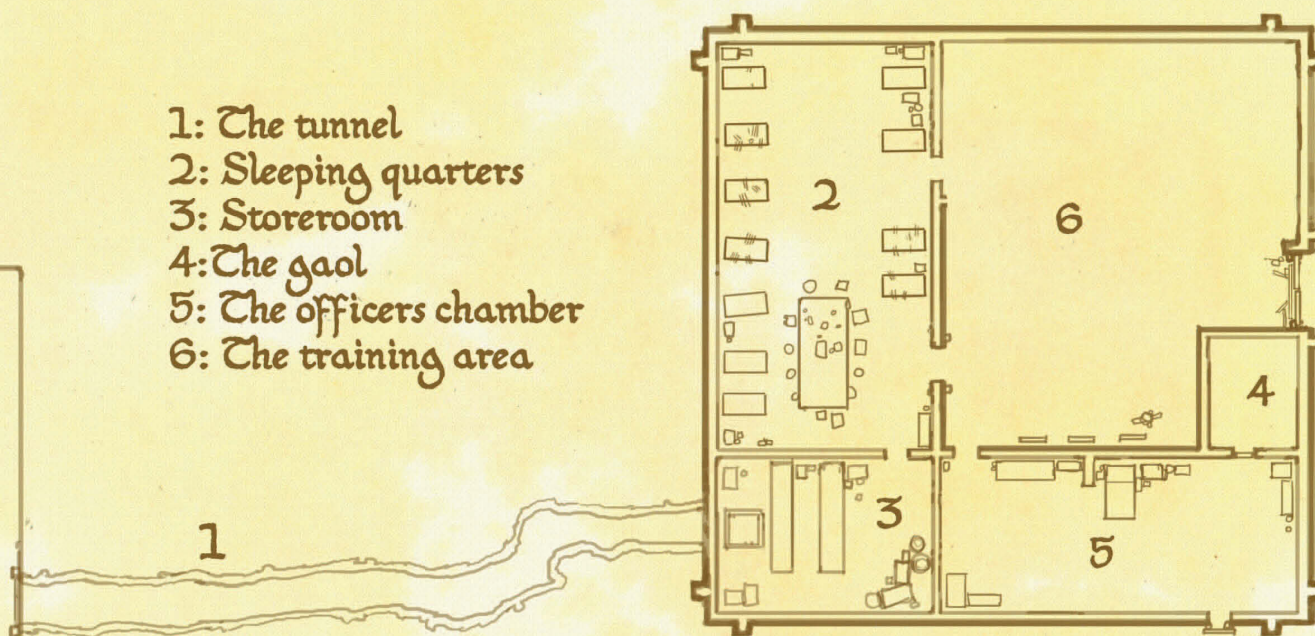 1: The tunnel
2: Sleeping quarters
3: Storeroom
4:The gaol
5: The officers chamber
6: The training area
2
6
4
3
1
5